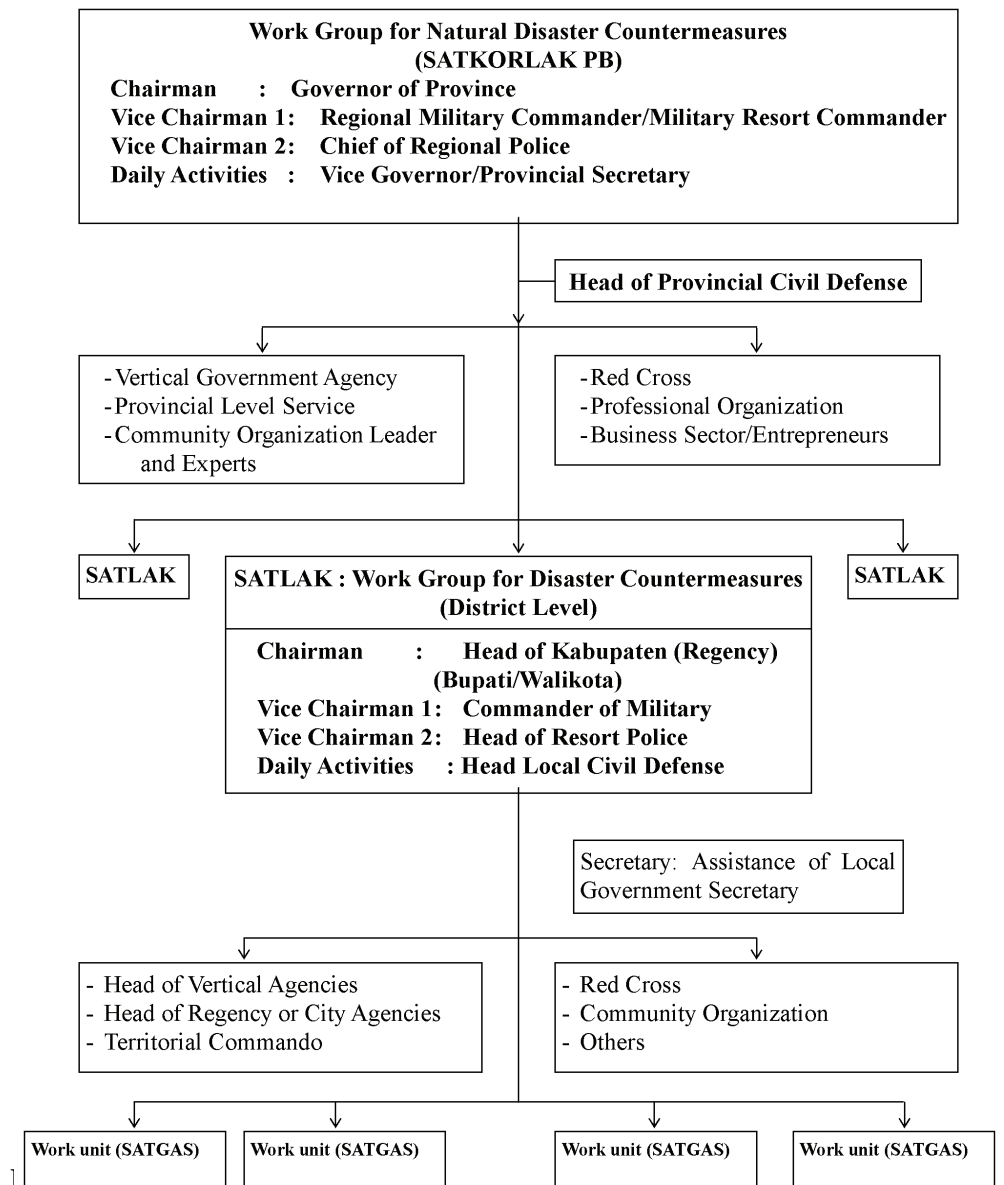 Work Group for Natural Disaster Countermeasures
(SATKORLAK PB)
Chairman : Governor of Province
Vice Chairman 1: Regional Military Commander/Military Resort Commander
Vice Chairman 2: Chief of Regional Police
Daily Activities : Vice Governor/Provincial Secretary
Head of Provincial Civil Defense
-Vertical Government Agency
-Provincial Level Service
-Community Organization Leader
and Experts
-Red Cross
-Professional Organization
-Business Sector/Entrepreneurs
SATLAK
SATLAK : Work Group for Disaster Countermeasures
(District Level)
SATLAK
Chairman : Head of Kabupaten (Regency)
(Bupati/Walikota)
Vice Chairman 1: Commander of Military
Vice Chairman 2: Head of Resort Police
Daily Activities : Head Local Civil Defense
Secretary: Assistance of Local
Government Secretary
- Head of Vertical Agencies
- Head of Regency or City Agencies
- Territorial Commando
- Red Cross
- Community Organization
- Others
Work unit (SATGAS)
Work unit (SATGAS)
Work unit (SATGAS)
Work unit (SATGAS)